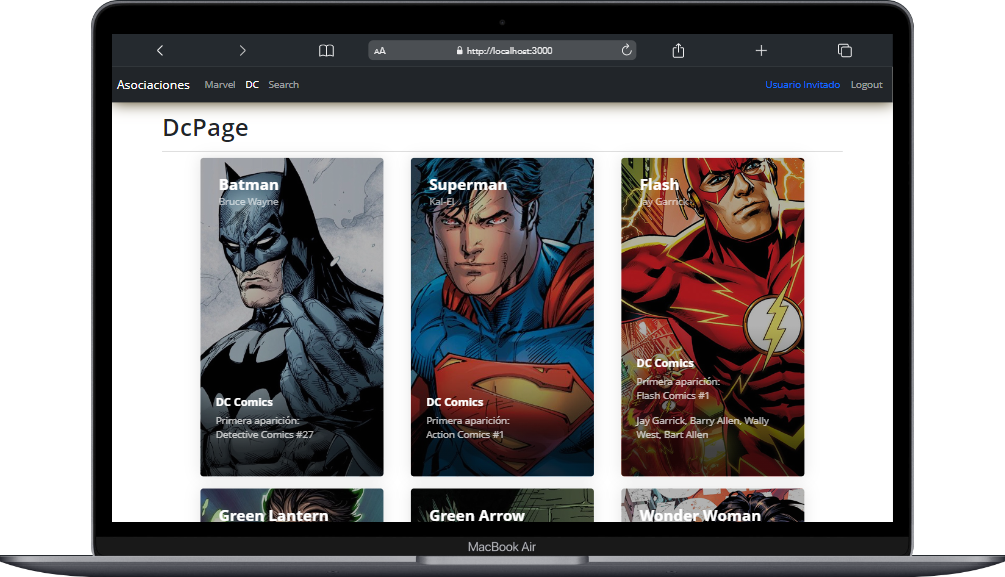 AA http://localhost:3000
Asociaciones Marvel DC Search Usuario Invitado Logout
DcPage
Batman
Bruce Wayne
DC Comics
Primera aparición:
Detective Comics #27
Superman
Kal-El
DC Comics
Primera aparición:
Action Comics #1
Flash
Jay Garrick
DC Comics
Primera aparición:
Flash Comics #1
Jay Garrick, Barry Allen, Wally
West, Bart Allen
Green Lantern
Green Arrow
Wonder Woman
MacBook Air